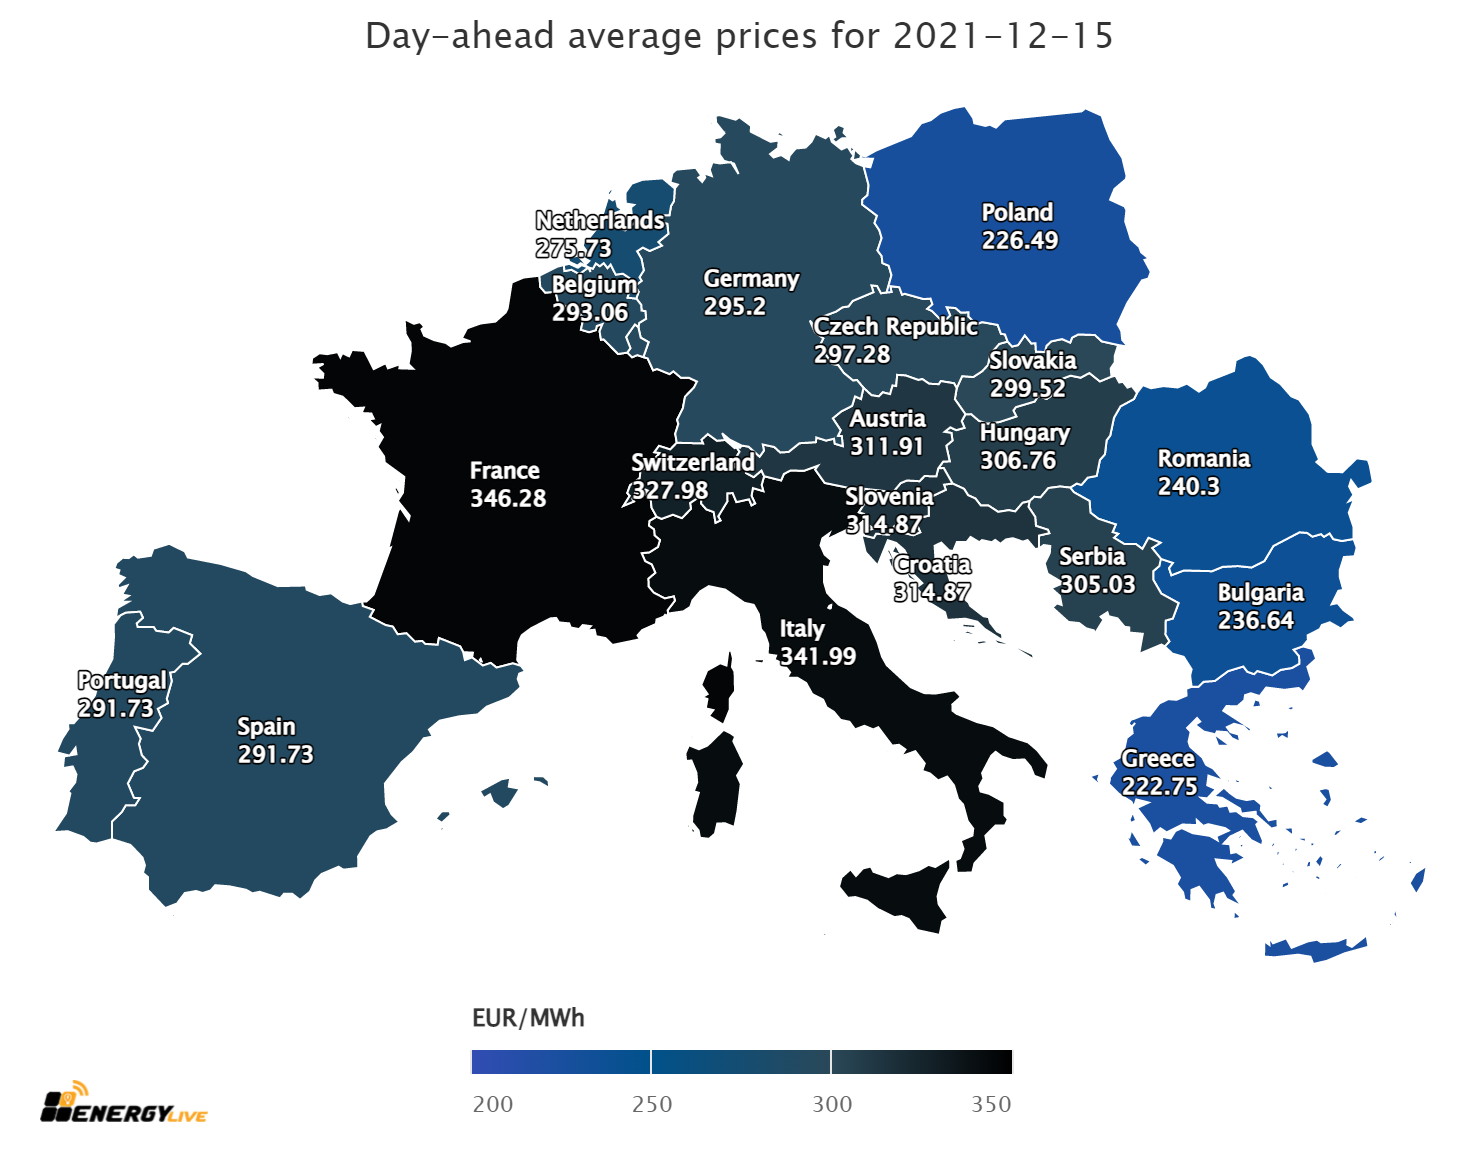 Day-ahead average prices for 2021-12-15
Poland
226.49
Netherlands
275.73
Germany
295.2
Belgium
293.06
Czech Republic
297.28
Slovakia
299.52
Austria
311.91
Hungary
306.76
France
346.28
Switzerland
327.98
Romania
240.3
Slovenia
314.87
Croatia
314.87
Serbia
305.03
Bulgaria
236.64
Italy
341.99
Portugal
291.73
Spain
291.73
Greece
222.75
EUR/MWh
200 250 300 350
ENERGYLIVE